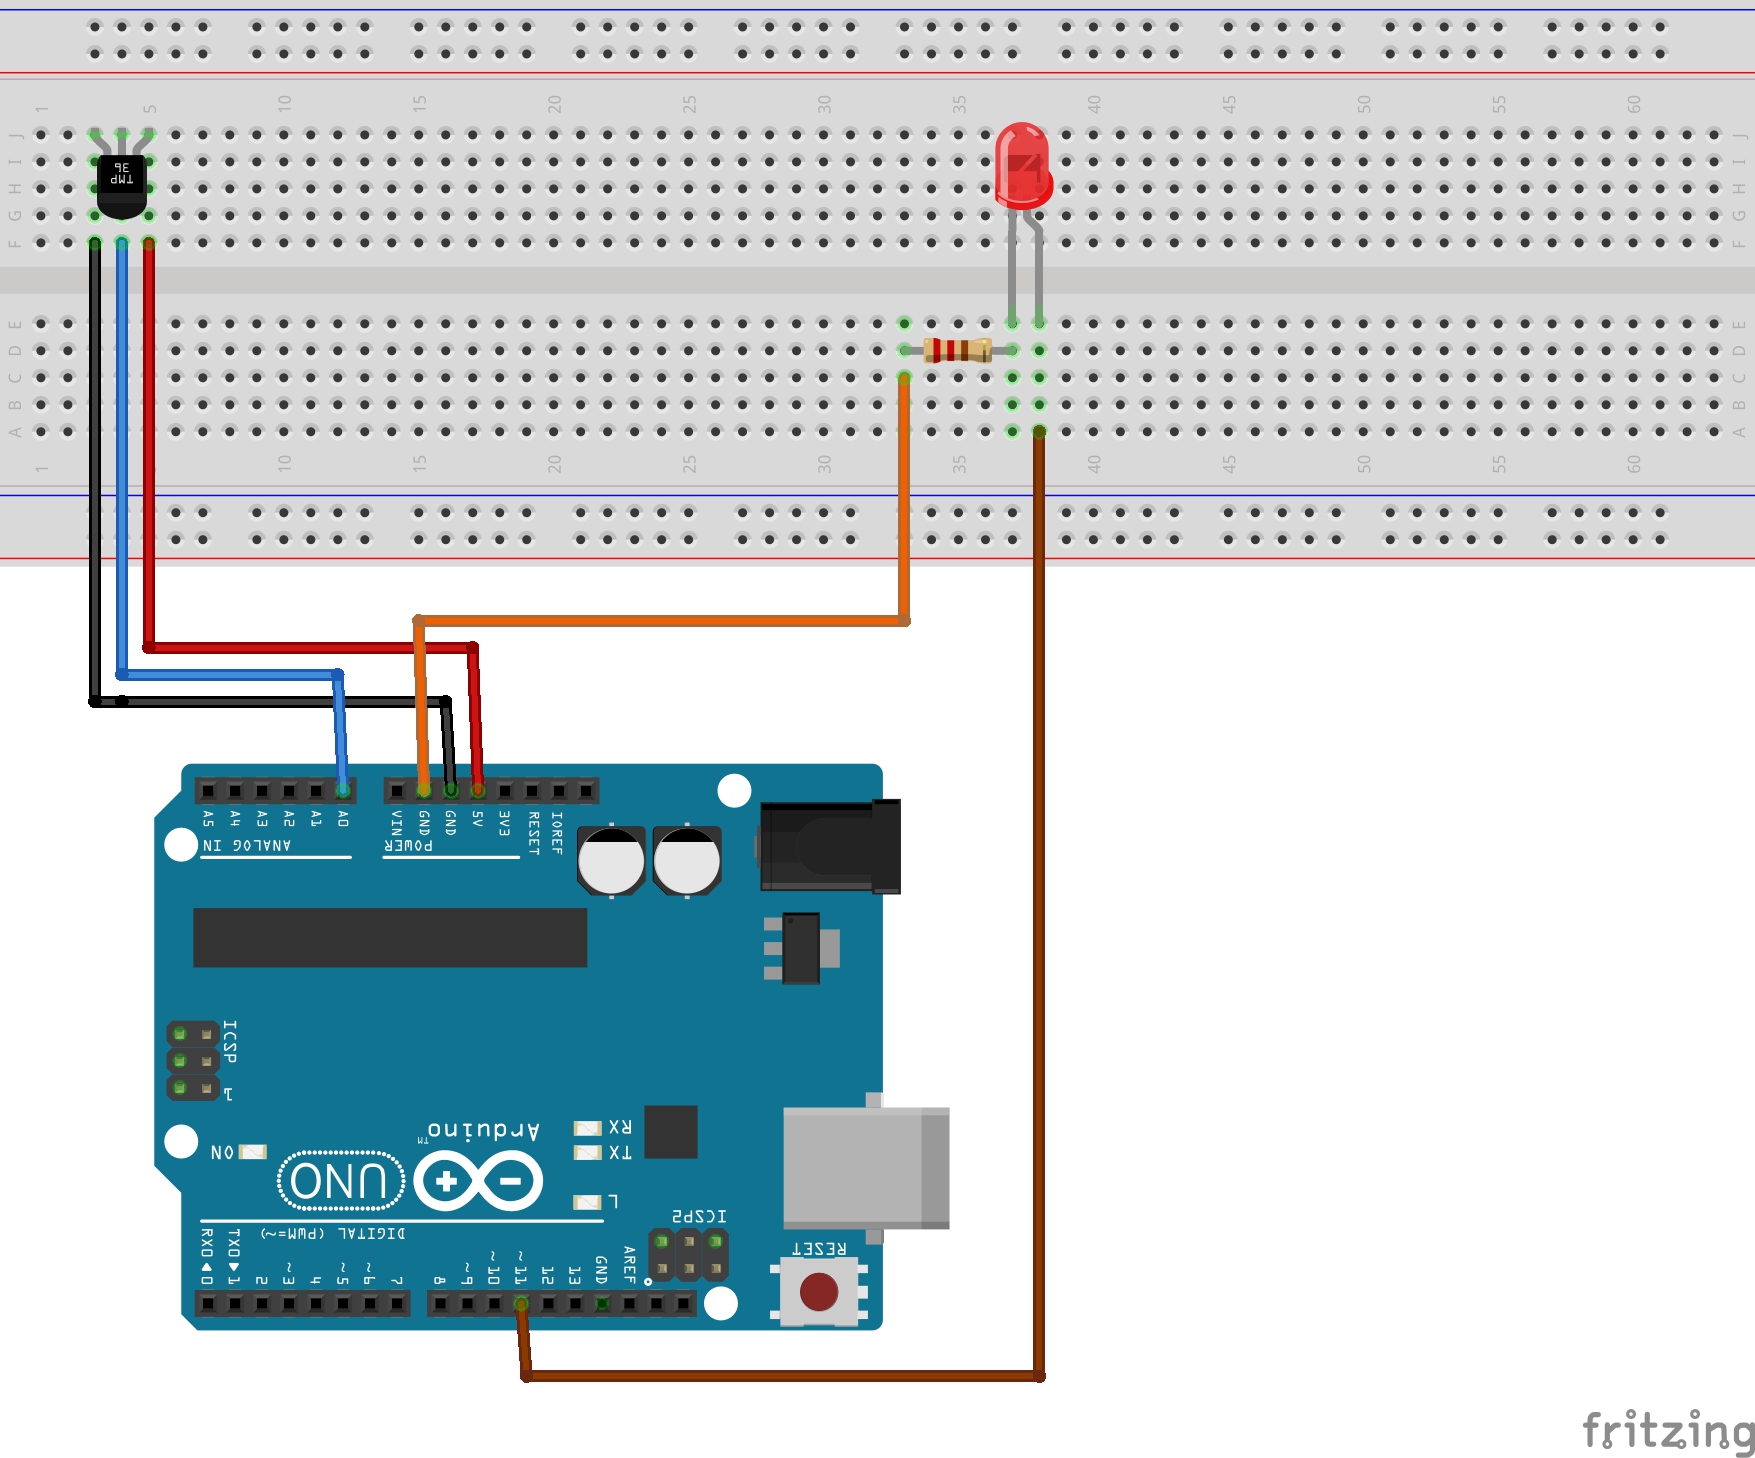 1 5 10 15 20 25 30 35 40 45 50 55 60
J J
I I
H H
G G
F F
TMP
36
E E
D D
C C
B B
A A
1 10 15 20 25 30 35 40 45 50 55 60
A5 A4 A3 A2 A1 A0 VIN GND GND 5V 3V3 RESET IOREF
ANALOG IN POWER
ICSP
1
Arduino
TM
RX
TX
ON
UNO
L
ICSP2
DIGITAL (PWM=~)
RESET
RX0 0 TX0 1 2 ~3 4 ~5 ~6 7 8 ~9 ~10 ~11 12 13 GND AREF
fritzing